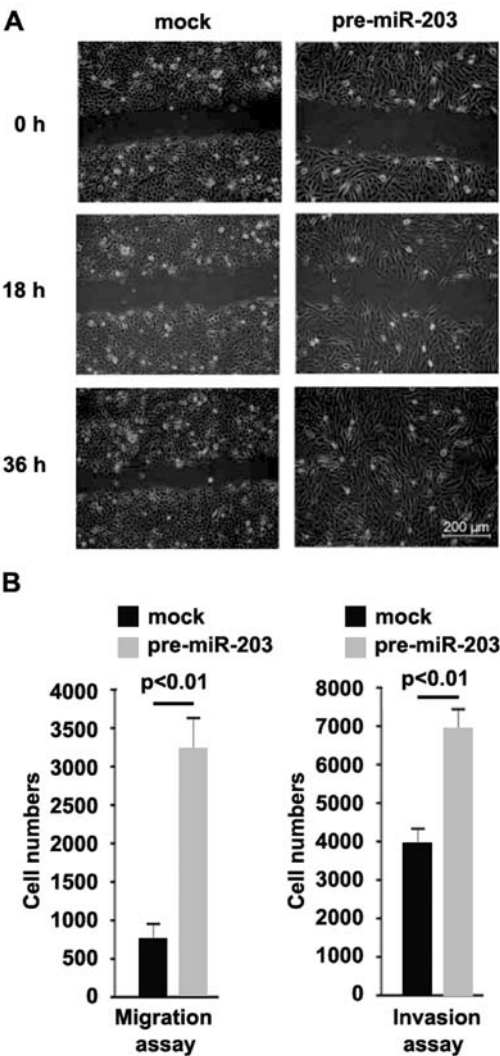 A
mock
pre-miR-203
0 h
18 h
36 h
200 µm
B
mock
pre-miR-203
p<0.01
4000
3500
3000
2500
2000
1500
1000
500
0
Cell numbers
Migration
assay
mock
pre-miR-203
p<0.01
8000
7000
6000
5000
4000
3000
2000
1000
0
Cell numbers
Invasion
assay